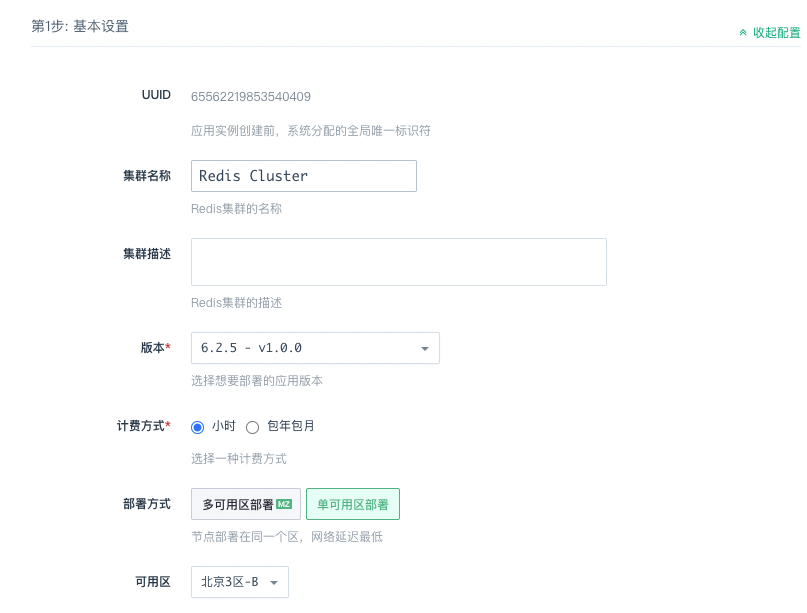 第1步: 基本设置
收起配置
UUID 65562219853540409
应用实例创建前，系统分配的全局唯一标识符
集群名称 Redis Cluster
Redis集群的名称
集群描述
Redis集群的描述
版本* 6.2.5 - v1.0.0
选择想要部署的应用版本
计费方式* 小时 包年包月
选择一种计费方式
部署方式 多可用区部署 MZ 单可用区部署
节点部署在同一个区，网络延迟最低
可用区 北京3区-B